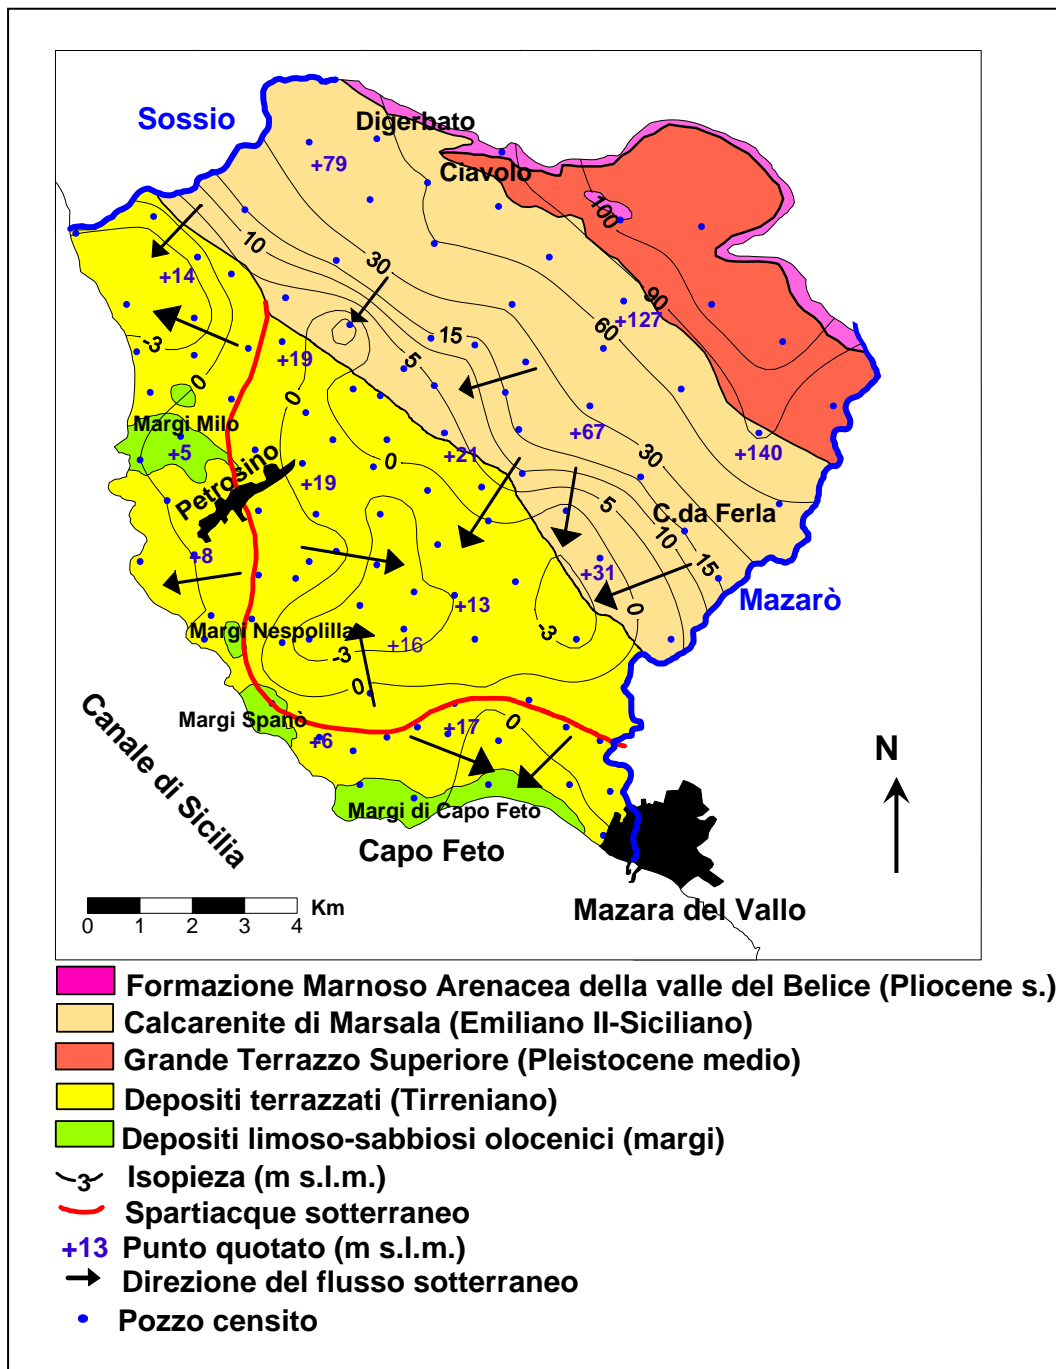 Sossio
Digerbato
Ciavolo
+79
100
10
30
+14
90
+127
60
-3
15
+19
5
0
0
Margi Milo
+5
+21
+67
+140
0
30
Petrosino
+19
5
C.da Ferla
10
15
+8
+31
Mazarò
+13
0
Margi Nespolilla
+16
-3
-3
0
Margi Spanò
+6
+17
0
Canale di Sicilia
N
Margi di Capo Feto
Capo Feto
Mazara del Vallo
Km
0 1 2 3 4
Formazione Marnoso Arenacea della valle del Belice (Pliocene s.)
Calcarenite di Marsala (Emiliano II-Siciliano)
Grande Terrazzo Superiore (Pleistocene medio)
Depositi terrazzati (Tirreniano)
Depositi limoso-sabbiosi olocenici (margi)
3 Isopieza (m s.l.m.)
Spartiacque sotterraneo
+13 Punto quotato (m s.l.m.)
Direzione del flusso sotterraneo
Pozzo censito